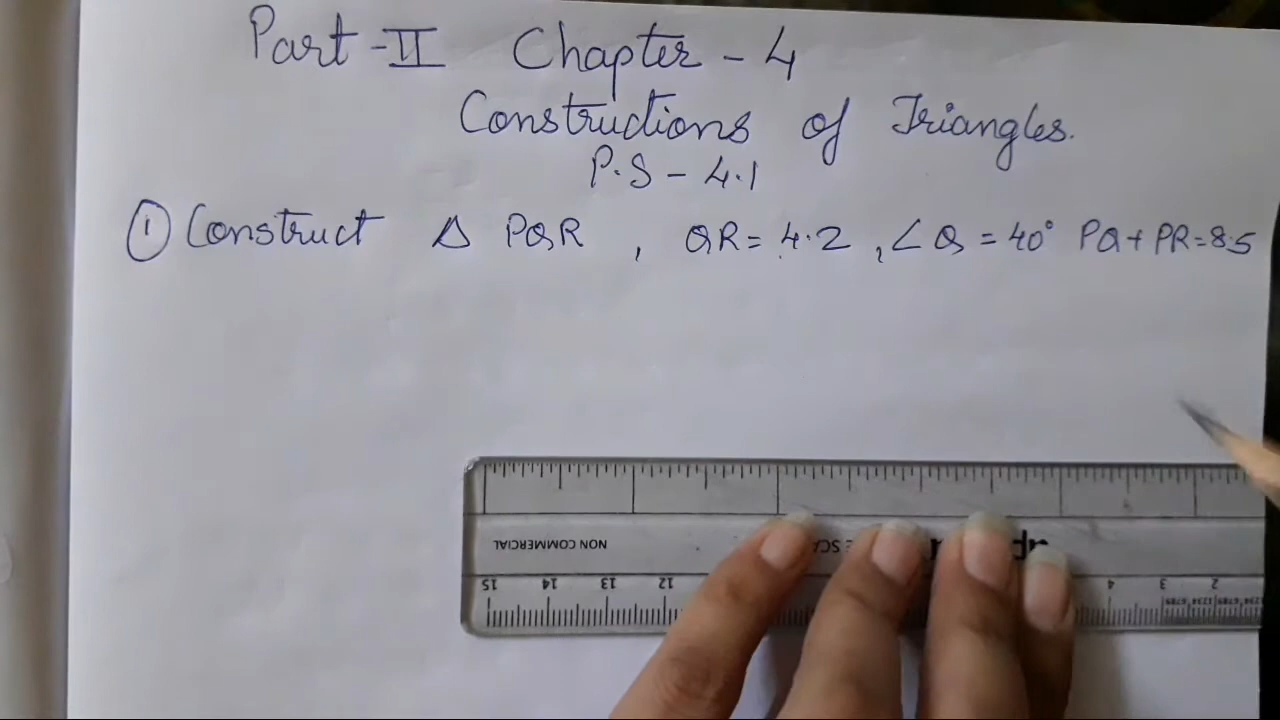 Part -II Chapter - 4
Constructions of Triangles.
P.S - 4.1
① Construct △ PQR , QR = 4.2 , ∠Q = 40° PQ + PR = 8.5
NON COMMERCIAL
15 14 13 12 4 3 2